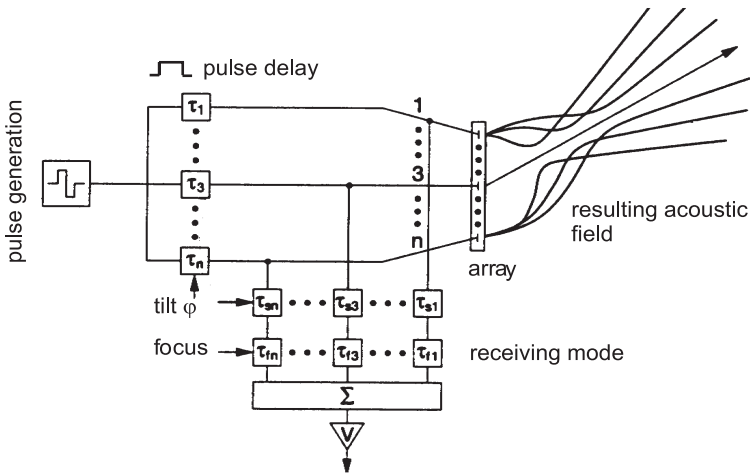 pulse delay
pulse generation
τ1
1
τ3
3
τn
n
resulting acoustic
field
array
tilt φ
τsn
τs3
τs1
focus
τfn
τf3
τf1
receiving mode
Σ
V